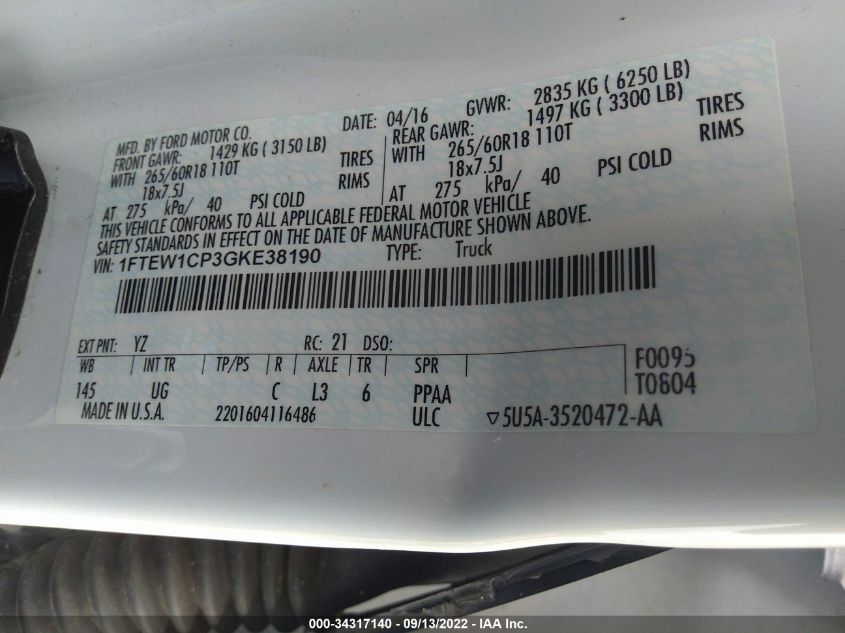 MFD. BY FORD MOTOR CO. DATE: 04/16 GVWR: 2835 KG ( 6250 LB)
FRONT GAWR: 1429 KG ( 3150 LB) REAR GAWR: 1497 KG ( 3300 LB)
WITH 265/60R18 110T TIRES WITH 265/60R18 110T TIRES
18x7.5J RIMS 18x7.5J RIMS
AT 275 kPa/ 40 PSI COLD AT 275 kPa/ 40 PSI COLD
THIS VEHICLE CONFORMS TO ALL APPLICABLE FEDERAL MOTOR VEHICLE
SAFETY STANDARDS IN EFFECT ON THE DATE OF MANUFACTURE SHOWN ABOVE.
VIN: 1FTEW1CP3GKE38190 TYPE: Truck
EXT PNT: YZ RC: 21 DSO:
WB INT TR TP/PS R AXLE TR SPR F0095
145 UG C L3 6 PPAA T0804
MADE IN U.S.A. 2201604116486 ULC ▽5U5A-3520472-AA
000-34317140 - 09/13/2022 - IAA Inc.